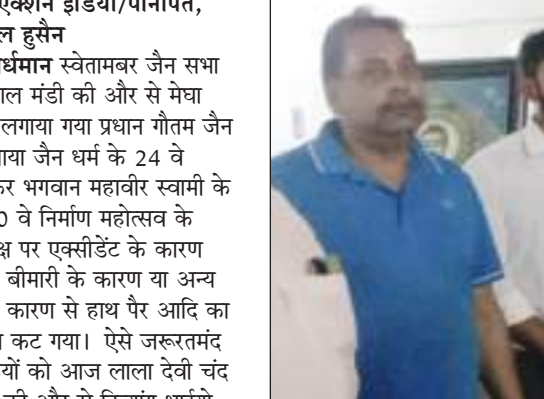 एक्शन इंडिया/पानीपत,
हुसैन
स्वेतामबर जैन सभा
मंडी की और से मेघा
लगाया गया प्रधान गौतम जैन
जैन धर्म के 24 वे
भगवान महावीर स्वामी के
वे निर्माण महोत्सव के
पर एक्सीडेंट के कारण
बीमारी के कारण या अन्य
कारण से हाथ पैर आदि का
कट गया। ऐसे जरूरतमंद
को आज लाला देवी चंद